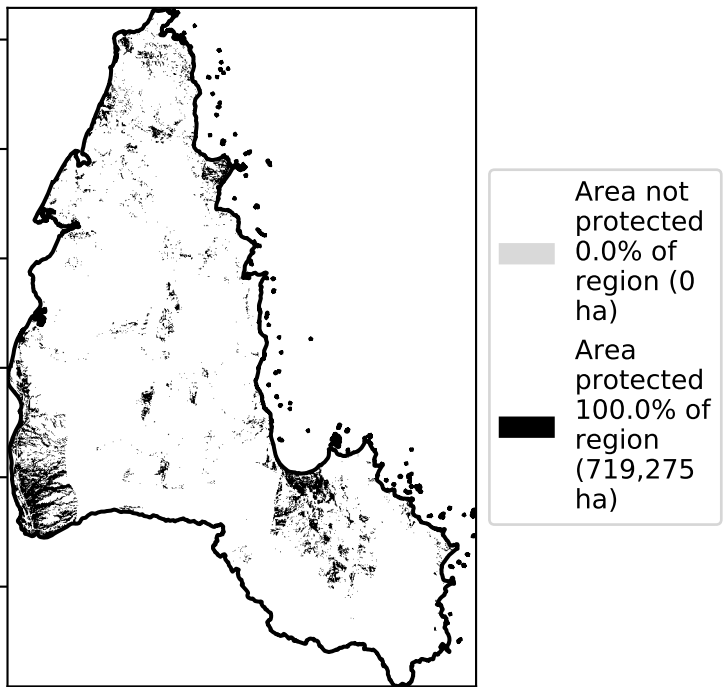 Area not
protected
0.0% of
region (0
ha)
Area
protected
100.0% of
region
(719,275
ha)